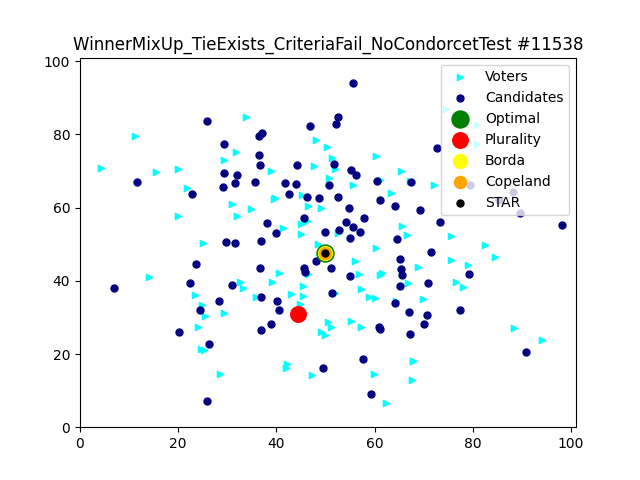 WinnerMixUp_TieExists_CriteriaFail_NoCondorcetTest #11538
100
80
60
40
20
0
0 20 40 60 80 100
Voters
Candidates
Optimal
Plurality
Borda
Copeland
STAR